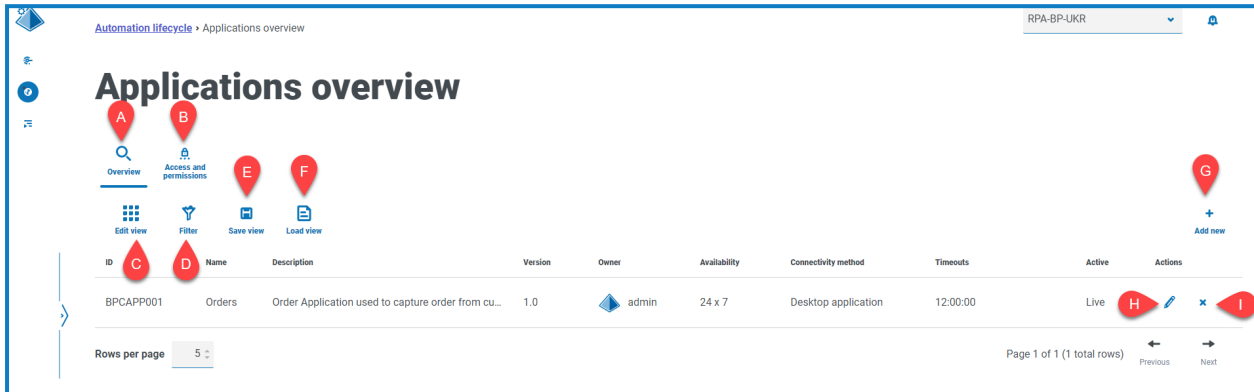 RPA-BP-UKR
Automation lifecycle › Applications overview
Applications overview
A
B
Overview
Access and
permissions
E
F
G
Edit view
Filter
Save view
Load view
Add new
C
D
ID
Name
Description
Version
Owner
Availability
Connectivity method
Timeouts
Active
Actions
BPCAPP001
Orders
Order Application used to capture order from cu...
1.0
admin
24 x 7
Desktop application
12:00:00
Live
H
I
Rows per page
5
Page 1 of 1 (1 total rows)
Previous
Next